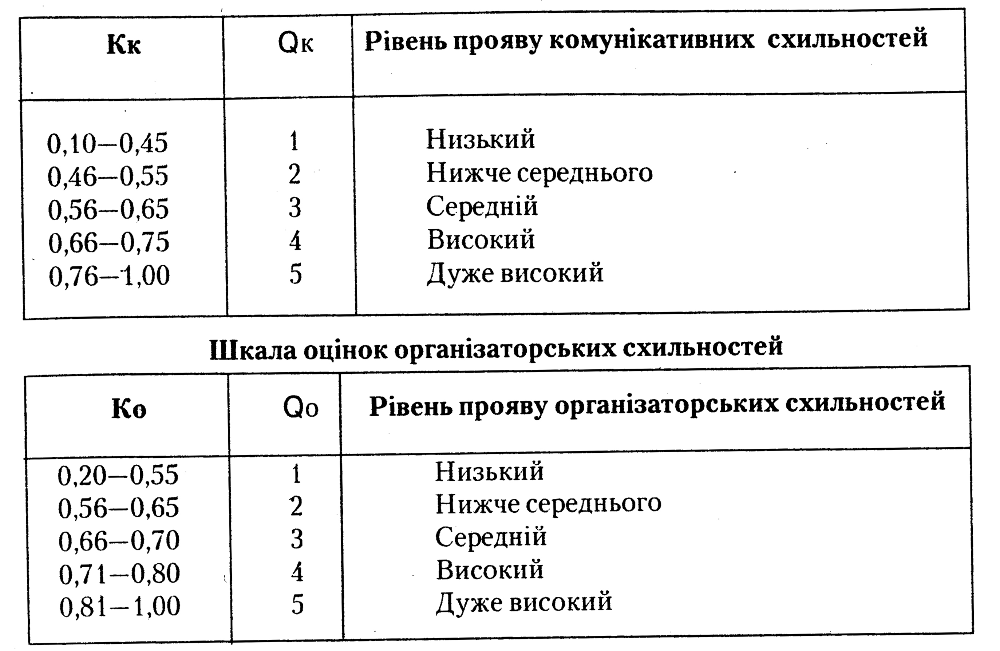 Кк Qк Рівень прояву комунікативних схильностей
0,10—0,45 1 Низький
0,46—0,55 2 Нижче середнього
0,56—0,65 3 Середній
0,66—0,75 4 Високий
0,76—1,00 5 Дуже високий
Шкала оцінок організаторських схильностей
Ко Qо Рівень прояву організаторських схильностей
0,20—0,55 1 Низький
0,56—0,65 2 Нижче середнього
0,66—0,70 3 Середній
0,71—0,80 4 Високий
0,81—1,00 5 Дуже високий